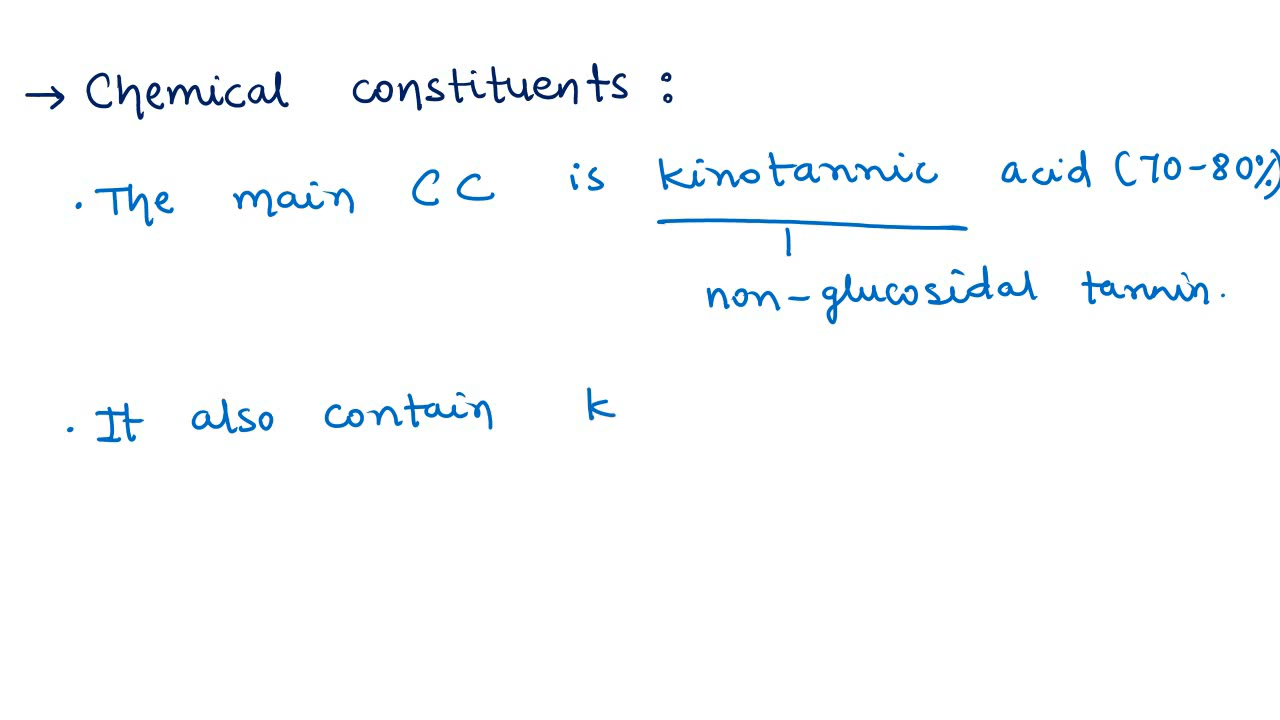 → Chemical constituents :
. The main CC is kinotannic acid (70-80%)
non-glucosidal tannin.
. It also contain k